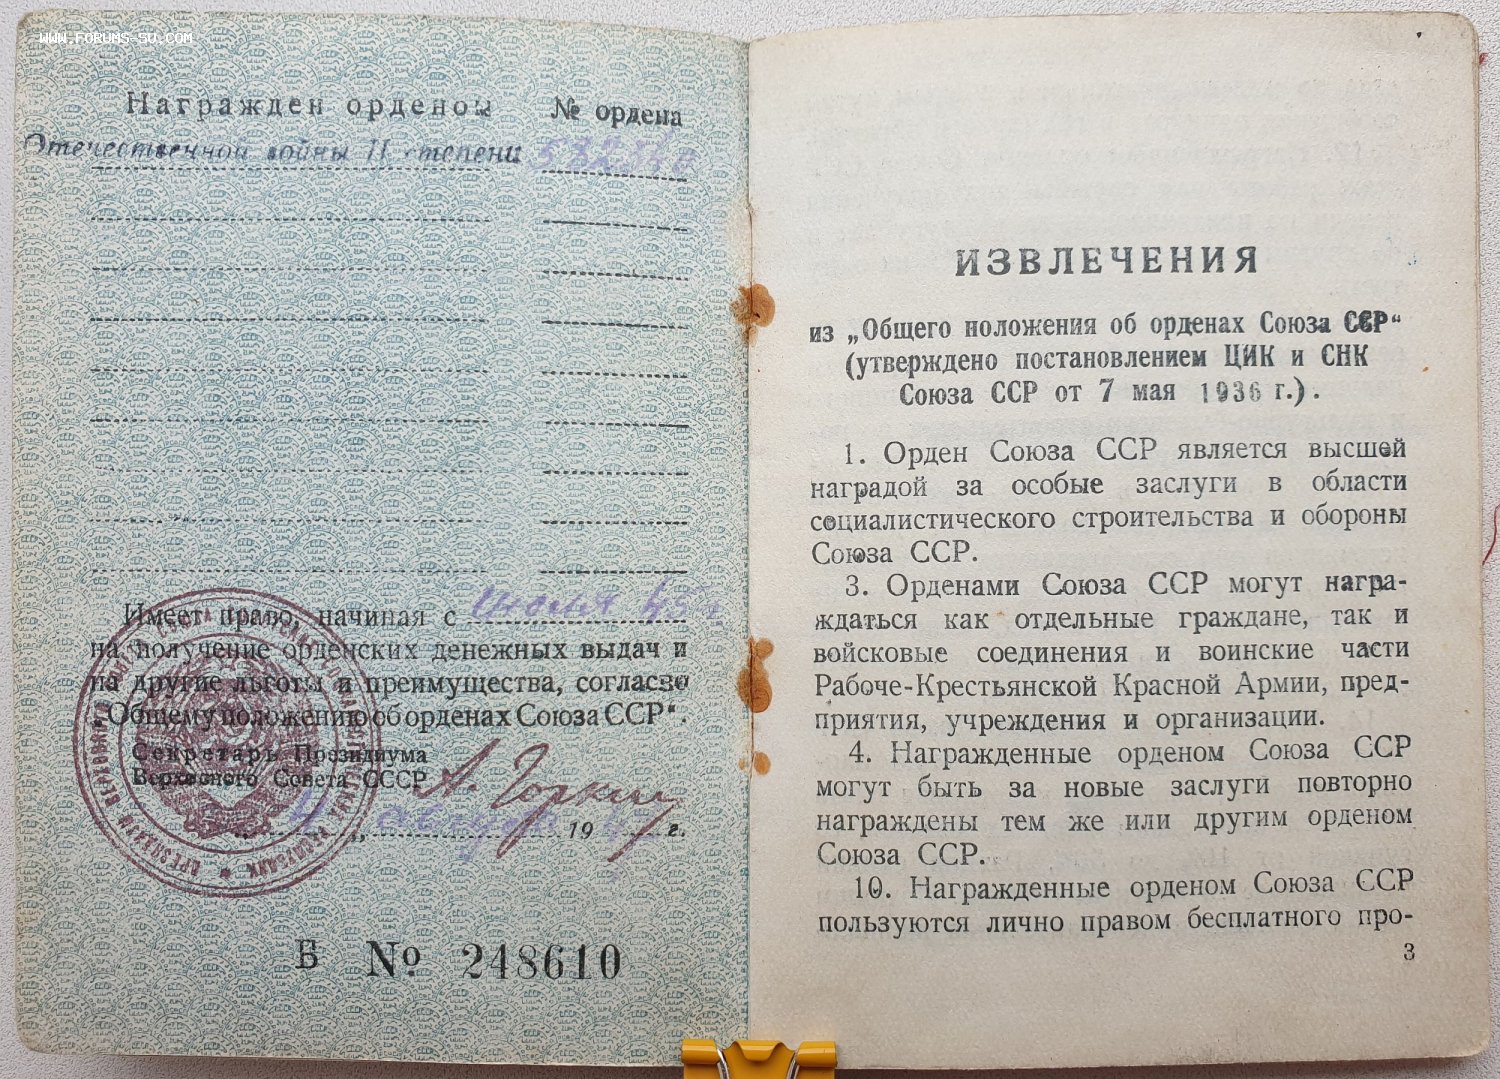 www.forums-su.com
Награжден орденом № ордена
Отечественной войны II степени
Имеет право, начиная с июля 45 г.
на получение орденских денежных выдач и
на другие льготы и преимущества, согласно
„Общему положению об орденах Союза ССР“.
Секретарь Президиума
Верховного Совета СССР А. Горкин
августа 19 г.
Б № 248610
ИЗВЛЕЧЕНИЯ
из „Общего положения об орденах Союза ССР“
(утверждено постановлением ЦИК и СНК
Союза ССР от 7 мая 1936 г.).
1. Орден Союза ССР является высшей
наградой за особые заслуги в области
социалистического строительства и обороны
Союза ССР.
3. Орденами Союза ССР могут награ-
ждаться как отдельные граждане, так и
войсковые соединения и воинские части
Рабоче-Крестьянской Красной Армии, пред-
приятия, учреждения и организации.
4. Награжденные орденом Союза ССР
могут быть за новые заслуги повторно
награждены тем же или другим орденом
Союза ССР.
10. Награжденные орденом Союза ССР
пользуются лично правом бесплатного про-
3